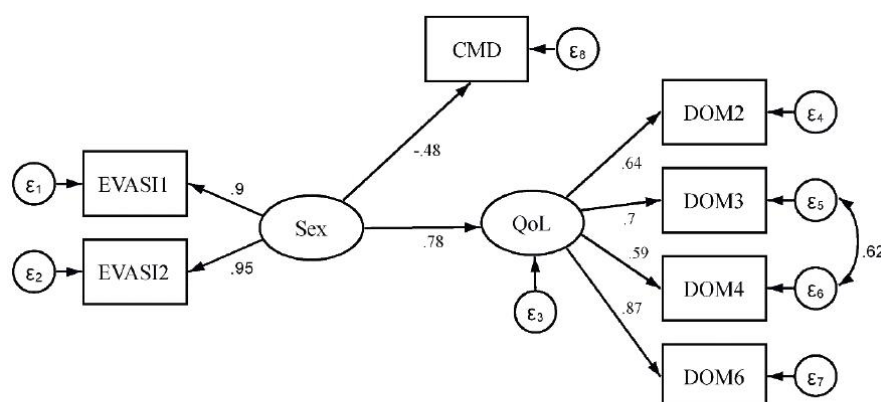 CMD
ε8
DOM2
ε4
-.48
.64
ε1
EVASI1
.9
DOM3
ε5
Sex
.78
QoL
.7
.62
ε2
EVASI2
.95
.59
DOM4
ε6
ε3
.87
DOM6
ε7